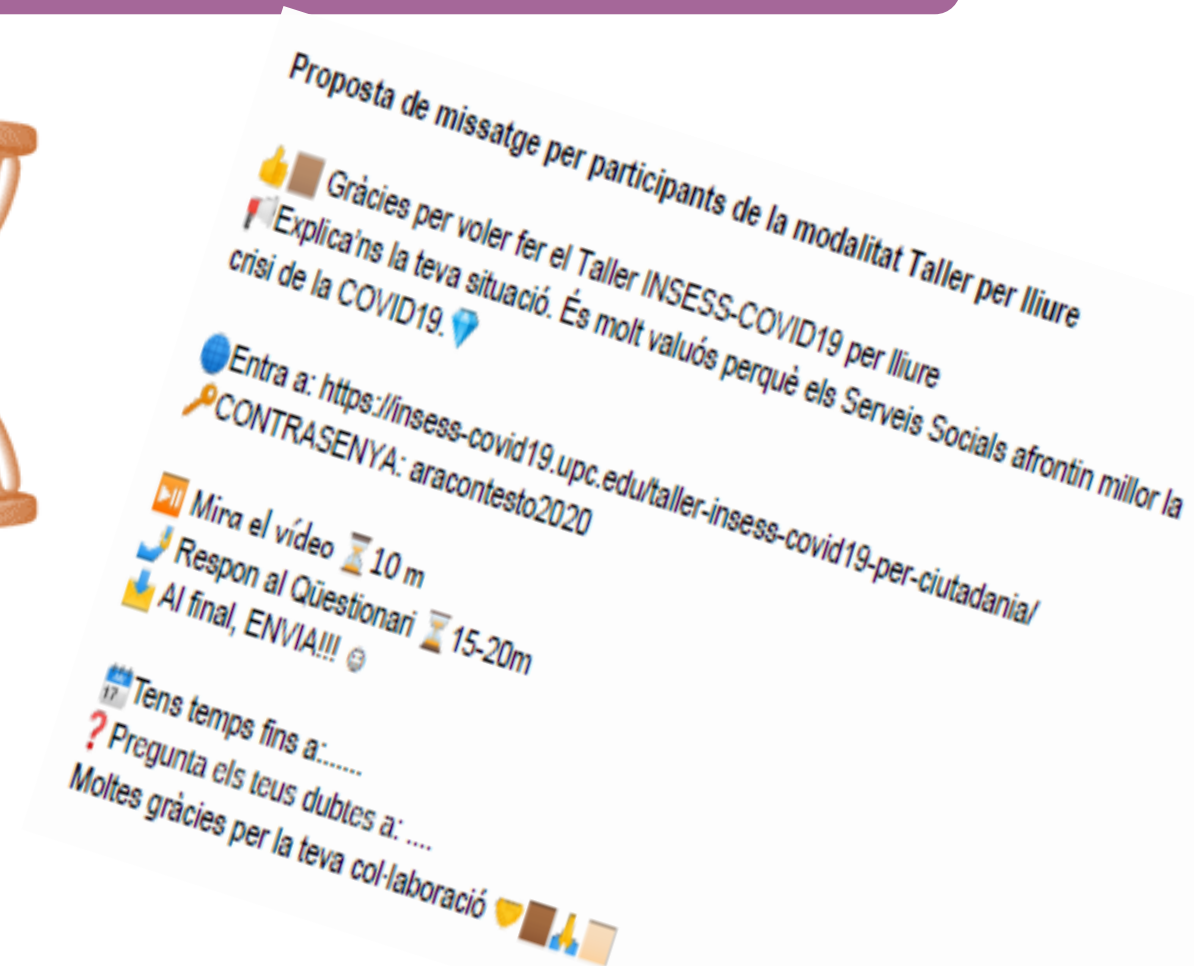 Proposta de missatge per participants de la modalitat Taller per lliure
👍🏽 Gràcies per voler fer el Taller INSESS-COVID19 per lliure
📢Explica'ns la teva situació. És molt valuós perquè els Serveis Socials afrontin millor la
crisi de la COVID19.💎
🌐Entra a: https://insess-covid19.upc.edu/taller-insess-covid19-per-ciutadania/
🔑CONTRASENYA: aracontesto2020
⏯ Mira el vídeo ⏳10 m
🤳 Respon al Qüestionari ⏳15-20m
📩 Al final, ENVIA!!! ☺
📅Tens temps fins a:......
❓Pregunta els teus dubtes a: ....
Moltes gràcies per la teva col·laboració 🤝🏾🙏🏻